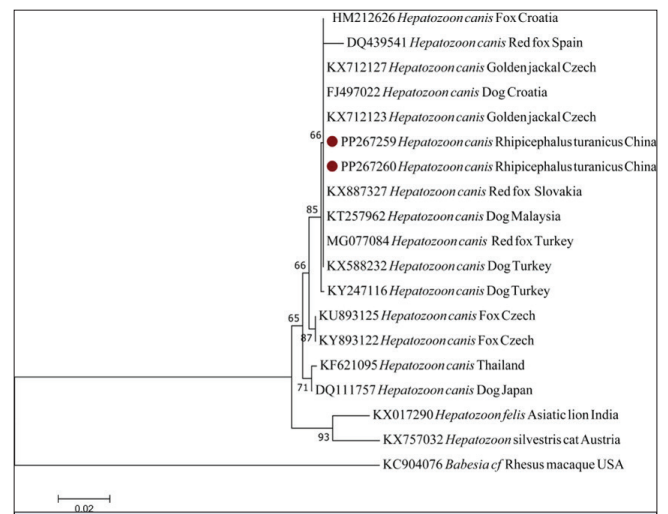 HM212626 Hepatozoon canis Fox Croatia
DQ439541 Hepatozoon canis Red fox Spain
KX712127 Hepatozoon canis Golden jackal Czech
FJ497022 Hepatozoon canis Dog Croatia
KX712123 Hepatozoon canis Golden jackal Czech
66
PP267259 Hepatozoon canis Rhipicephalus turanicus China
PP267260 Hepatozoon canis Rhipicephalus turanicus China
KX887327 Hepatozoon canis Red fox Slovakia
85
KT257962 Hepatozoon canis Dog Malaysia
MG077084 Hepatozoon canis Red fox Turkey
66
KX588232 Hepatozoon canis Dog Turkey
KY247116 Hepatozoon canis Dog Turkey
65
KU893125 Hepatozoon canis Fox Czech
87
KY893122 Hepatozoon canis Fox Czech
KF621095 Hepatozoon canis Thailand
71
DQ111757 Hepatozoon canis Dog Japan
KX017290 Hepatozoon felis Asiatic lion India
93
KX757032 Hepatozoon silvestris cat Austria
KC904076 Babesia cf Rhesus macaque USA
0.02